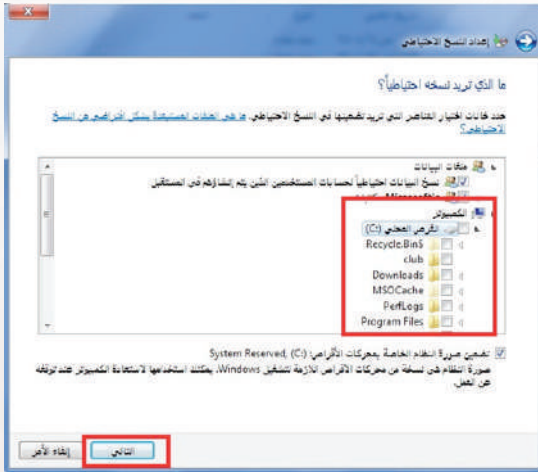 إعداد النسخ الاحتياطي
ما الذي تريد نسخه احتياطياً؟
حدد خانات اختيار العناصر التي تريد تضمينها في النسخ الاحتياطي. ما هي الملفات المستبعدة بشكل افتراضي من النسخ
الاحتياطي؟
ملفات البيانات
نسخ البيانات احتياطياً لحسابات المستخدمين الذين يتم إنشاؤهم في المستقبل
الكمبيوتر
القرص المحلي (C:)
$Recycle.Bin
club
Downloads
MSOCache
PerfLogs
Program Files
تضمين صورة النظام الخاصة بمحركات الأقراص: System Reserved, (C:)
صورة النظام هي نسخة من محركات الأقراص اللازمة لتشغيل Windows. يمكنك استخدامها لاستعادة الكمبيوتر عند توقفه
عن العمل.
التالي
إلغاء الأمر